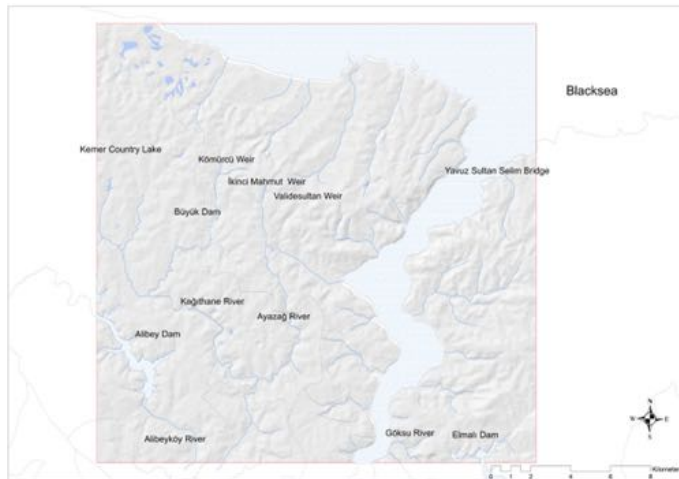 Blacksea
Kemer Country Lake
Kömürcü Weir
Yavuz Sultan Selim Bridge
İkinci Mahmut Weir
Validesultan Weir
Büyük Dam
Kağıthane River
Ayazağ River
Alibey Dam
N
W E
S
Alibeyköy River
Göksu River
Elmalı Dam
Kilometers
0 1 2 4 6 8